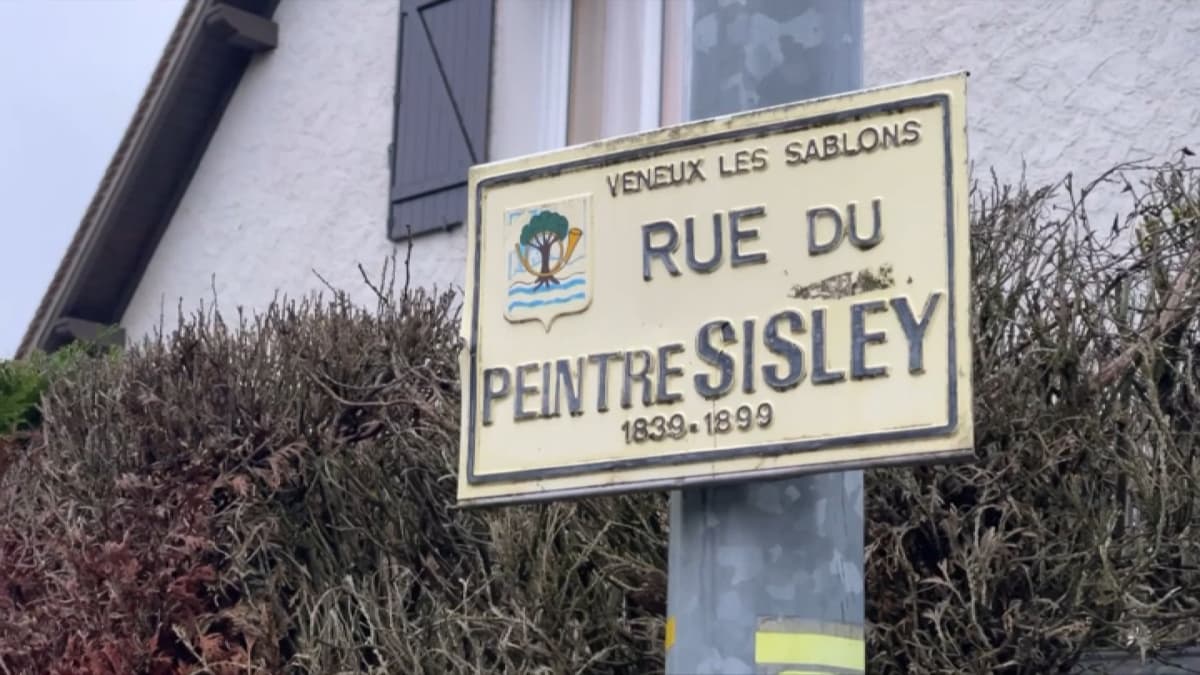 VENEUX LES SABLONS
RUE DU
PEINTRE SISLEY
1839-1899